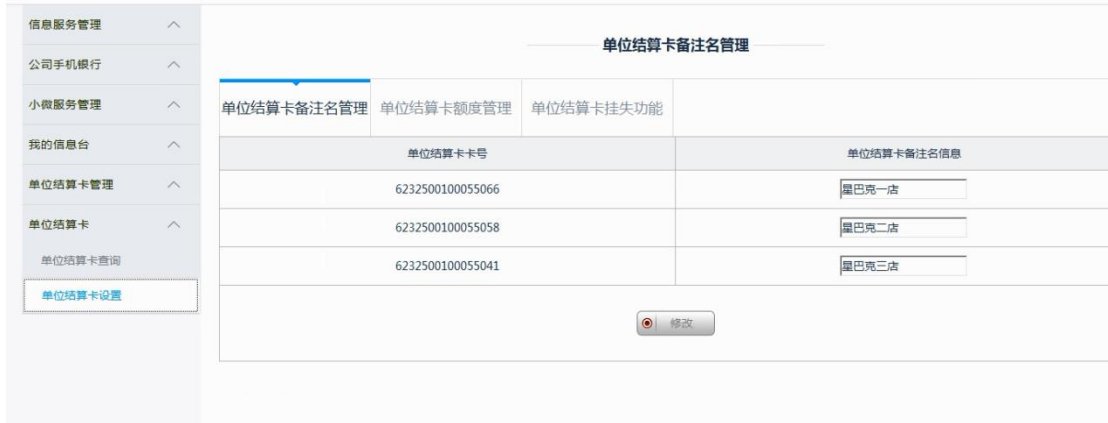 信息服务管理
公司手机银行
小微服务管理
我的信息台
单位结算卡管理
单位结算卡
单位结算卡查询
单位结算卡设置
单位结算卡备注名管理
单位结算卡备注名管理 单位结算卡额度管理 单位结算卡挂失功能
单位结算卡卡号 单位结算卡备注名信息
6232500100055066 星巴克一店
6232500100055058 星巴克二店
6232500100055041 星巴克三店
修改